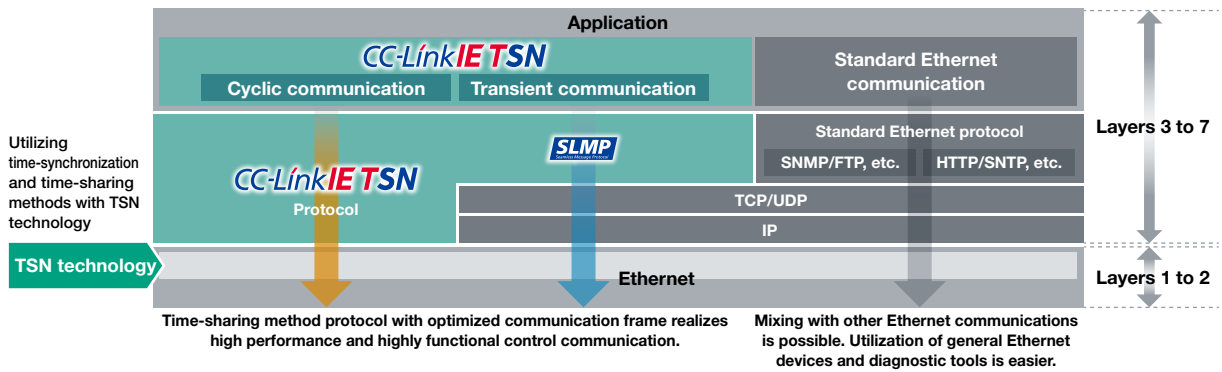 Application
CC-Link IE TSN
Cyclic communication
Transient communication
Standard Ethernet
communication
Layers 3 to 7
Utilizing
time-synchronization
and time-sharing
methods with TSN
technology
CC-Link IE TSN
Protocol
SLMP
Seamless Message Protocol
Standard Ethernet protocol
SNMP/FTP, etc.
HTTP/SNTP, etc.
TCP/UDP
IP
TSN technology
Ethernet
Layers 1 to 2
Time-sharing method protocol with optimized communication frame realizes
high performance and highly functional control communication.
Mixing with other Ethernet communications
is possible. Utilization of general Ethernet
devices and diagnostic tools is easier.